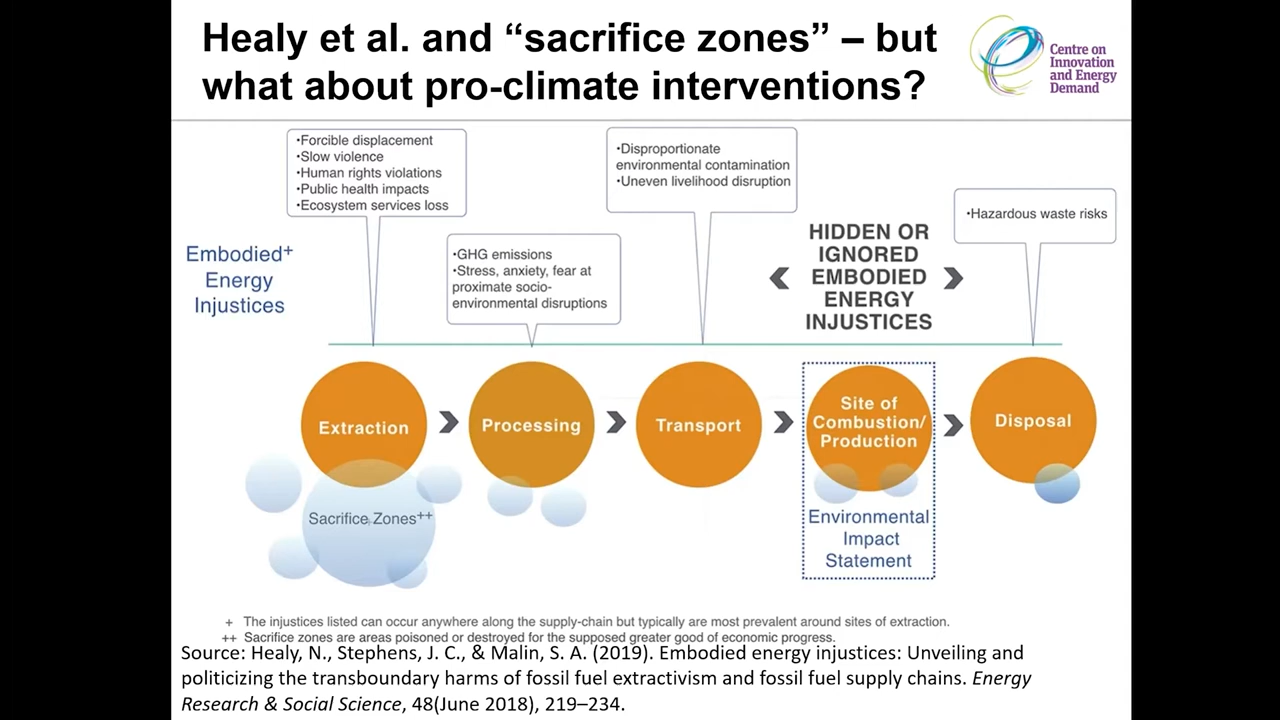 Healy et al. and “sacrifice zones” – but
what about pro-climate interventions?
Centre on
Innovation
and Energy
Demand
•Forcible displacement
•Slow violence
•Human rights violations
•Public health impacts
•Ecosystem services loss
•GHG emissions
•Stress, anxiety, fear at
proximate socio-
environmental disruptions
•Disproportionate
environmental contamination
•Uneven livelihood disruption
•Hazardous waste risks
Embodied+
Energy
Injustices
HIDDEN OR
IGNORED
EMBODIED
ENERGY
INJUSTICES
Extraction
Processing
Transport
Site of
Combustion/
Production
Disposal
Sacrifice Zones++
Environmental
Impact
Statement
+ The injustices listed can occur anywhere along the supply-chain but typically are most prevalent around sites of extraction.
++ Sacrifice zones are areas poisoned or destroyed for the supposed greater good of economic progress.
Source: Healy, N., Stephens, J. C., & Malin, S. A. (2019). Embodied energy injustices: Unveiling and
politicizing the transboundary harms of fossil fuel extractivism and fossil fuel supply chains. Energy
Research & Social Science, 48(June 2018), 219–234.